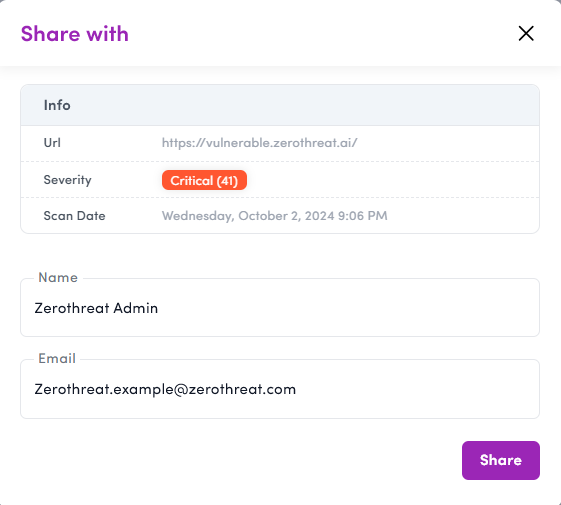 Share with
Info
Url https://vulnerable.zerothreat.ai/
Severity Critical (41)
Scan Date Wednesday, October 2, 2024 9:06 PM
Name
Zerothreat Admin
Email
Zerothreat.example@zerothreat.com
Share